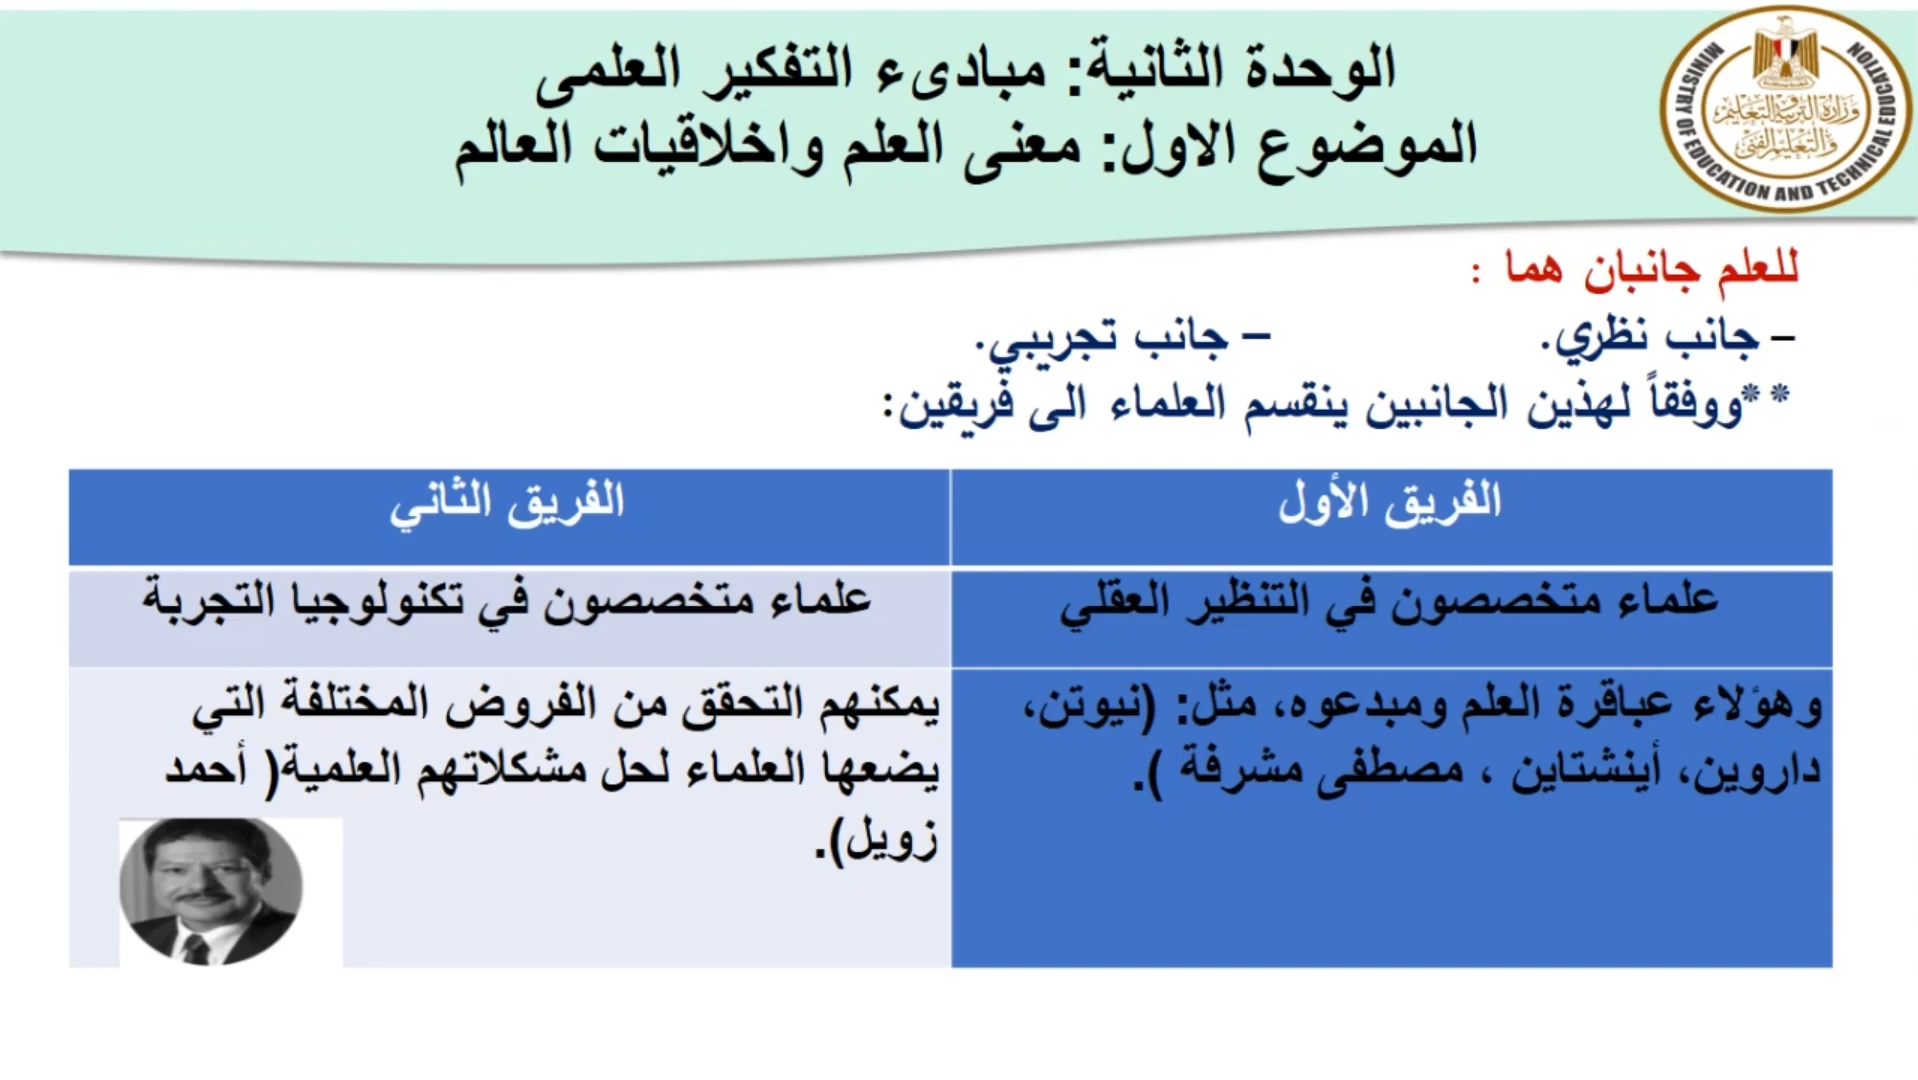 الوحدة الثانية: مبادىء التفكير العلمى
الموضوع الاول: معنى العلم واخلاقيات العالم
MINISTRY OF EDUCATION AND TECHNICAL EDUCATION
وزارة التربية والتعليم
والتعليم الفني
للعلم جانبان هما :
– جانب نظري. – جانب تجريبي.
**ووفقاً لهذين الجانبين ينقسم العلماء الى فريقين:
الفريق الأول
الفريق الثاني
علماء متخصصون في التنظير العقلي
علماء متخصصون في تكنولوجيا التجربة
وهؤلاء عباقرة العلم ومبدعوه، مثل: (نيوتن،
داروين، أينشتاين ، مصطفى مشرفة ).
يمكنهم التحقق من الفروض المختلفة التي
يضعها العلماء لحل مشكلاتهم العلمية( أحمد
زويل).